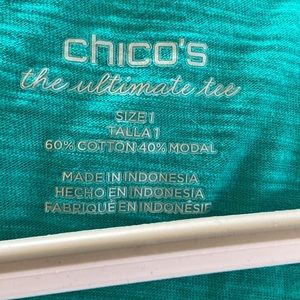 chico's
the ultimate tee
SIZE 1
TALLA 1
60% COTTON 40% MODAL
MADE IN INDONESIA
HECHO EN INDONESIA
FABRIQUÉ EN INDONÉSIE